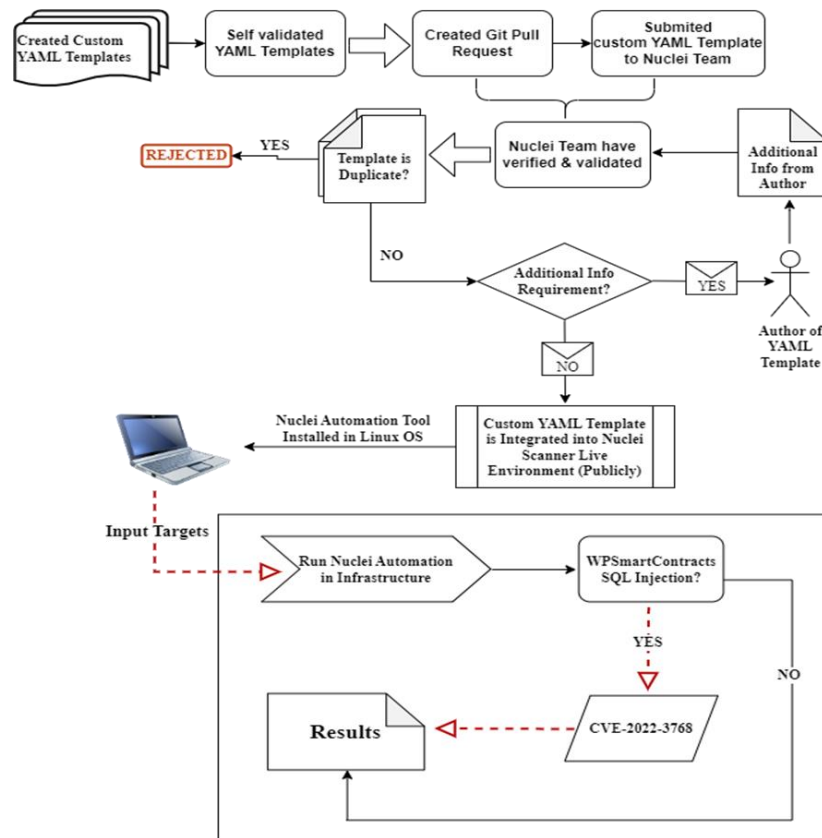 Created Custom
YAML Templates
Self validated
YAML Templates
Created Git Pull
Request
Submited
custom YAML Template
to Nuclei Team
REJECTED
YES
Template is
Duplicate?
Nuclei Team have
verified & validated
Additional
Info from
Author
NO
Additional Info
Requirement?
YES
Author of
YAML
Template
NO
Nuclei Automation Tool
Installed in Linux OS
Custom YAML Template
is Integrated into Nuclei
Scanner Live
Environment (Publicly)
Input Targets
Run Nuclei Automation
in Infrastructure
WPSmartContracts
SQL Injection?
YES
NO
Results
CVE-2022-3768